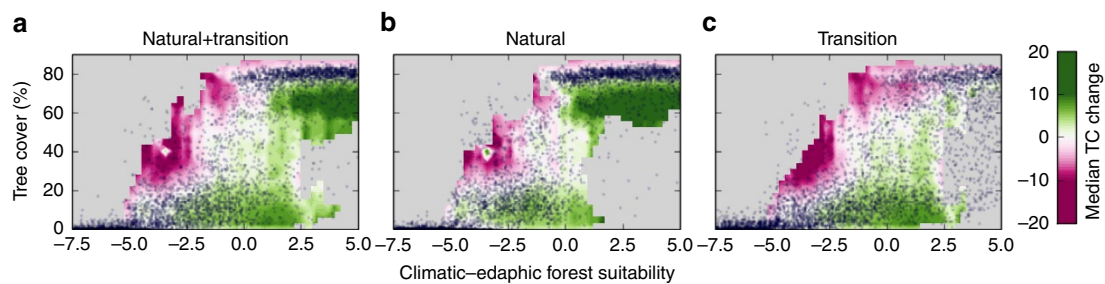 a
Natural+transition
b
Natural
c
Transition
Tree cover (%)
80
60
40
20
0
−7.5 −5.0 −2.5 0.0 2.5 5.0
−7.5 −5.0 −2.5 0.0 2.5 5.0
−7.5 −5.0 −2.5 0.0 2.5 5.0
Climatic–edaphic forest suitability
20
10
0
−10
−20
Median TC change